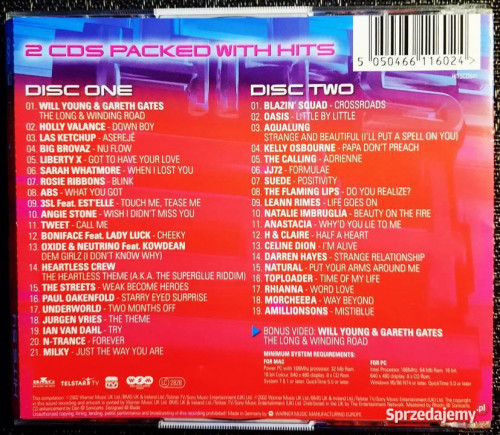 2 CDS PACKED WITH HITS
5 050466 116024 >
DISC ONE
01. WILL YOUNG & GARETH GATES
THE LONG & WINDING ROAD
02. HOLLY VALANCE - DOWN BOY
03. LAS KETCHUP - ASEREJÉ
04. BIG BROVAZ - NU FLOW
05. LIBERTY X - GOT TO HAVE YOUR LOVE
06. SARAH WHATMORE - WHEN I LOST YOU
07. ROSIE RIBBONS - BLINK
08. ABS - WHAT YOU GOT
09. 3SL FEAT. EST'ELLE - TOUCH ME, TEASE ME
10. ANGIE STONE - WISH I DIDN'T MISS YOU
11. TWEET - CALL ME
12. BONIFACE FEAT. LADY LUCK - CHEEKY
13. OXIDE & NEUTRINO FEAT. KOWDEAN
DEM GIRLZ (I DON'T KNOW WHY)
14. HEARTLESS CREW
THE HEARTLESS THEME (A.K.A. THE SUPERGLUE RIDDIM)
15. THE STREETS - WEAK BECOME HEROES
16. PAUL OAKENFOLD - STARRY EYED SURPRISE
17. UNDERWORLD - TWO MONTHS OFF
18. JURGEN VRIES - THE THEME
19. IAN VAN DAHL - TRY
20. N-TRANCE - FOREVER
21. MILKY - JUST THE WAY YOU ARE
DISC TWO
01. BLAZIN' SQUAD - CROSSROADS
02. OASIS - LITTLE BY LITTLE
03. AQUALUNG
STRANGE AND BEAUTIFUL (I'LL PUT A SPELL ON YOU)
04. KELLY OSBOURNE - PAPA DON'T PREACH
05. THE CALLING - ADRIENNE
06. JJ72 - FORMULAE
07. SUEDE - POSITIVITY
08. THE FLAMING LIPS - DO YOU REALIZE?
09. LEANN RIMES - LIFE GOES ON
10. NATALIE IMBRUGLIA - BEAUTY ON THE FIRE
11. ANASTACIA - WHY'D YOU LIE TO ME
12. H & CLAIRE - HALF A HEART
13. CELINE DION - I'M ALIVE
14. DARREN HAYES - STRANGE RELATIONSHIP
15. NATURAL - PUT YOUR ARMS AROUND ME
16. TOPLOADER - TIME OF MY LIFE
17. RHIANNA - WORD LOVE
18. MORCHEEBA - WAY BEYOND
19. AMILLIONSONS - MISTIBLUE
BONUS VIDEO: WILL YOUNG & GARETH GATES
THE LONG & WINDING ROAD
MINIMUM SYSTEM REQUIREMENTS:
FOR MAC
FOR PC
BMG
TELSTAR TV
LC 2020
Sprzedajemy.pl